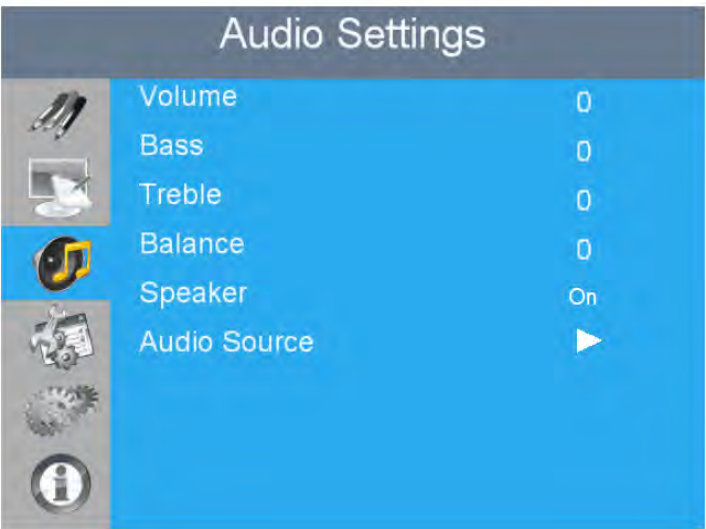 Audio Settings
Volume 0
Bass 0
Treble 0
Balance 0
Speaker On
Audio Source